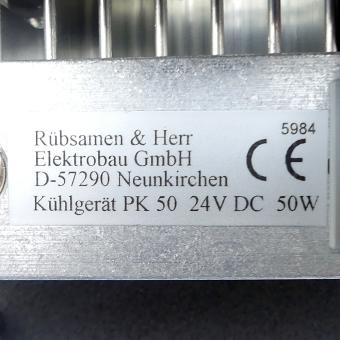 Rübsamen & Herr
Elektrobau GmbH
D-57290 Neunkirchen
Kühlgerät PK 50 24V DC 50W
5984
CE